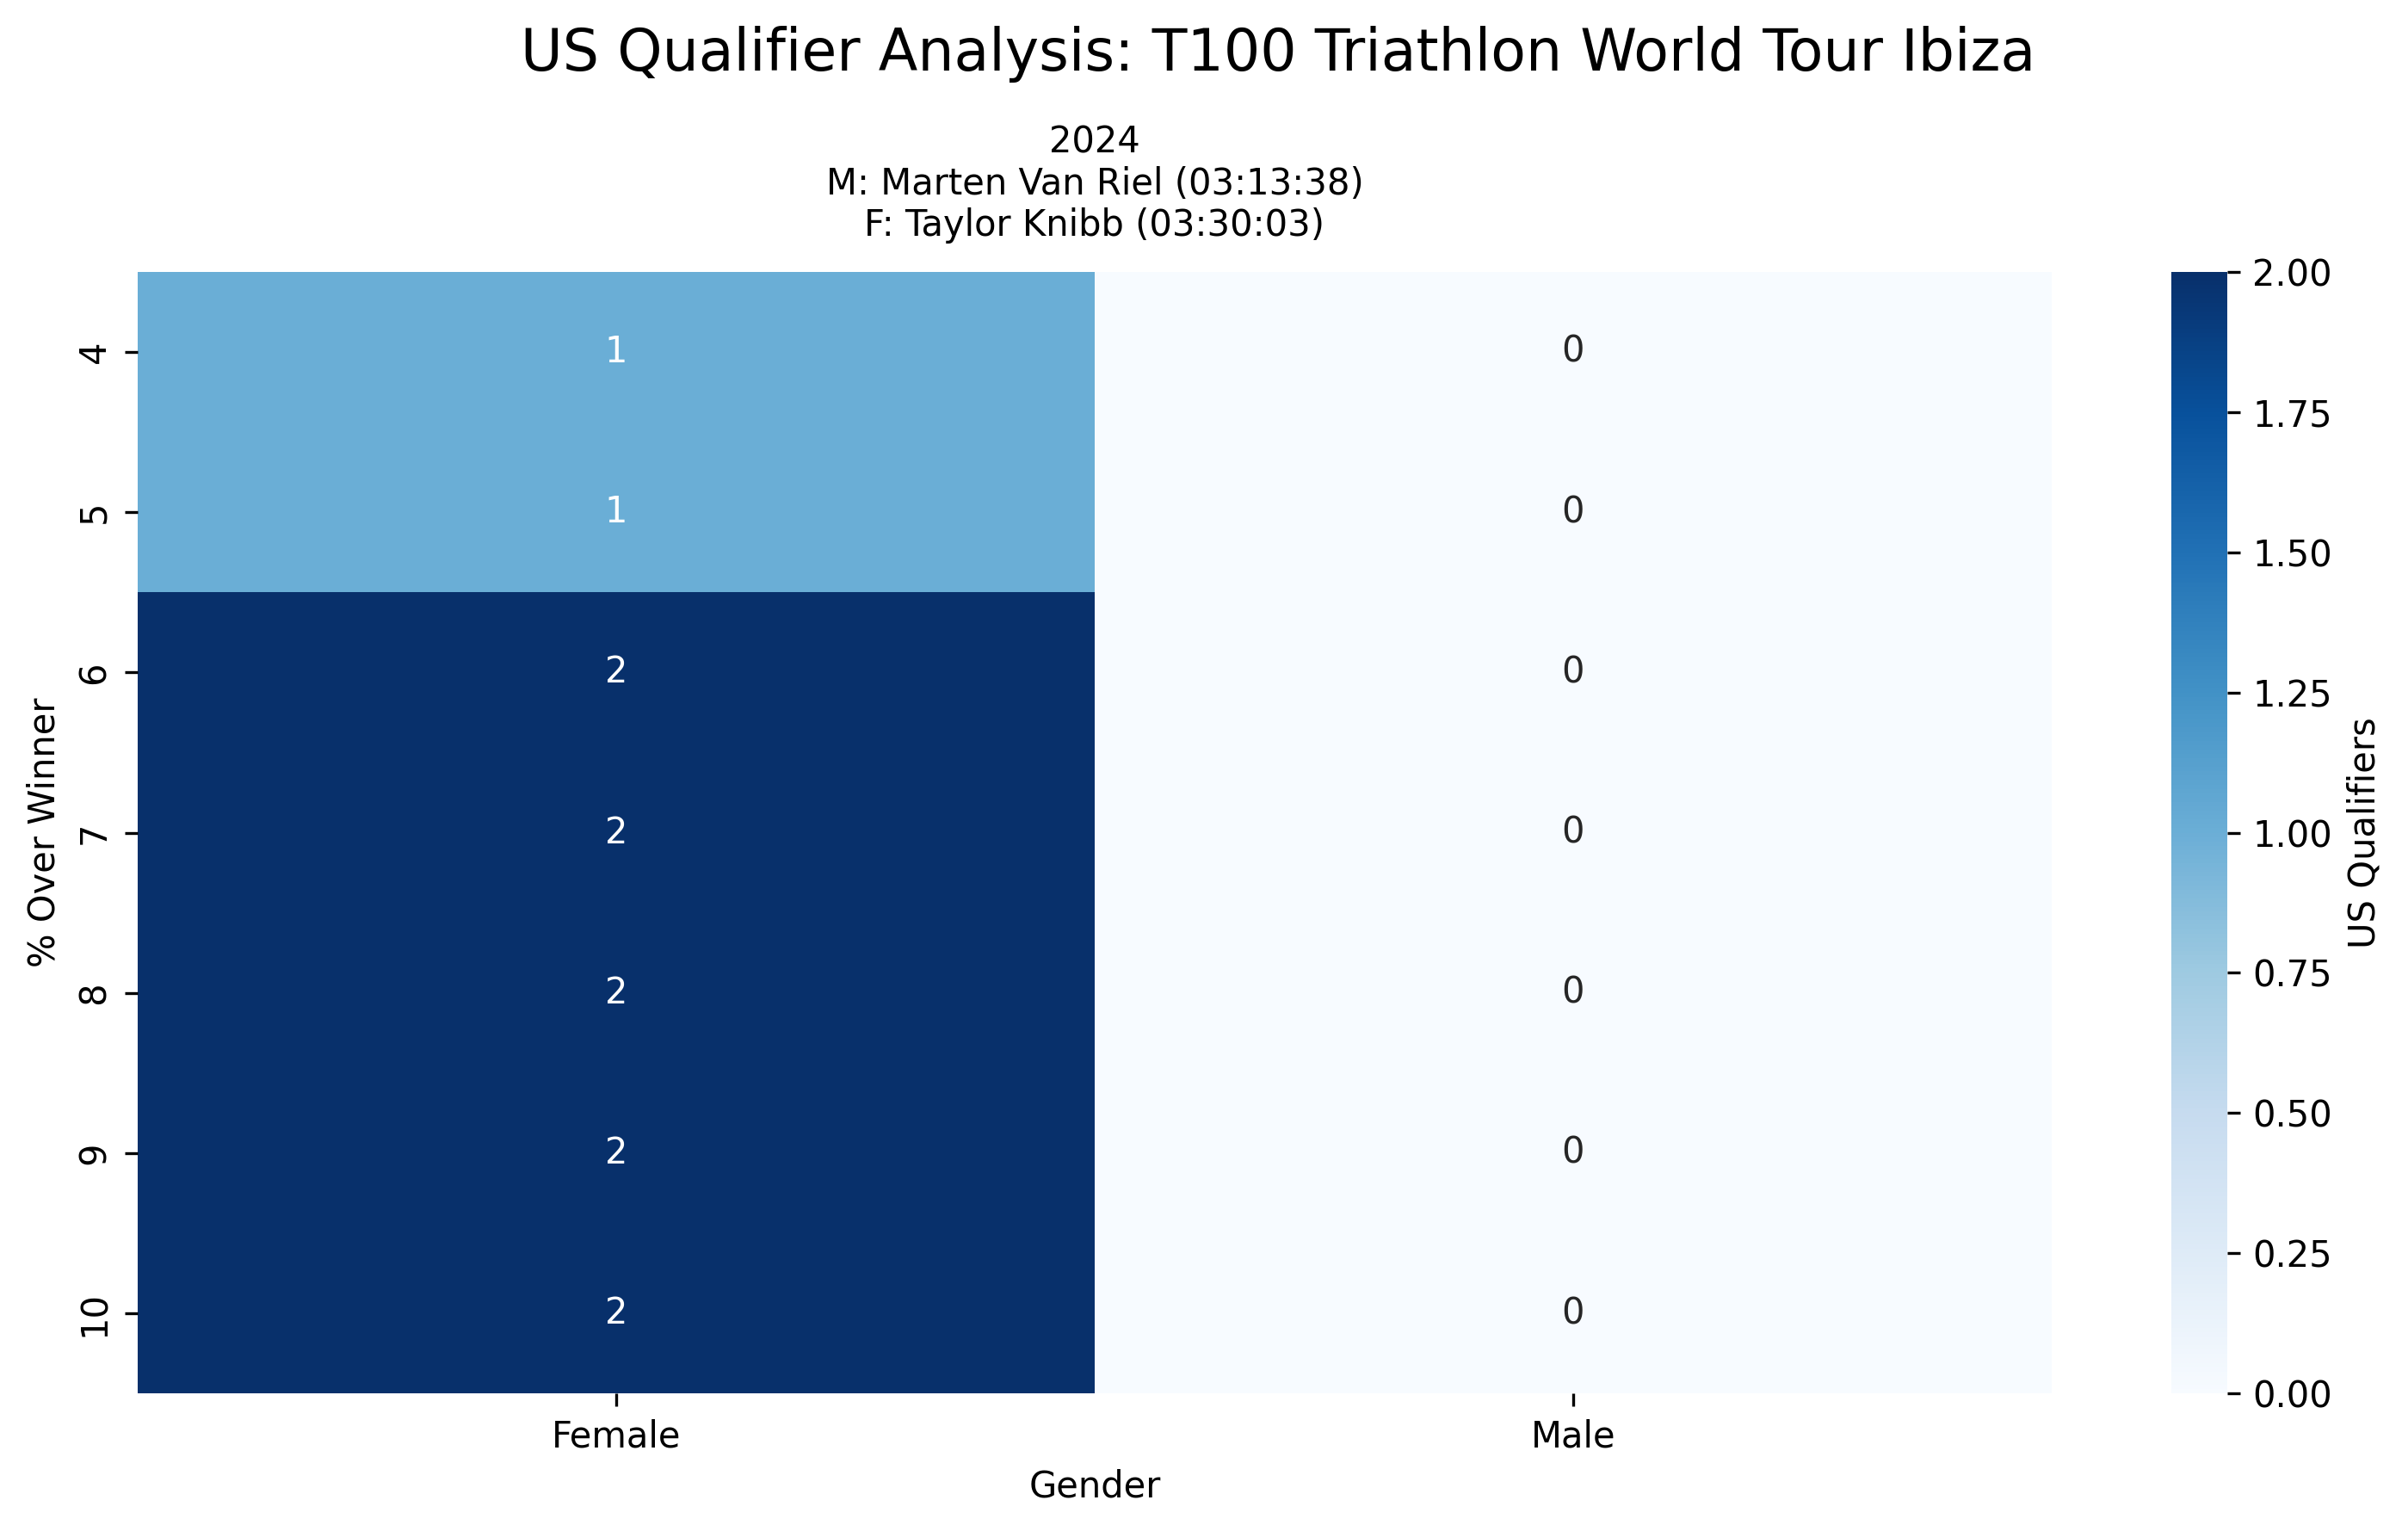 US Qualifier Analysis: T100 Triathlon World Tour Ibiza
2024
M: Marten Van Riel (03:13:38)
F: Taylor Knibb (03:30:03)
% Over Winner
4 1 0
5 1 0
6 2 0
7 2 0
8 2 0
9 2 0
10 2 0
Female Male
Gender
2.00
1.75
1.50
1.25
1.00
0.75
0.50
0.25
0.00
US Qualifiers